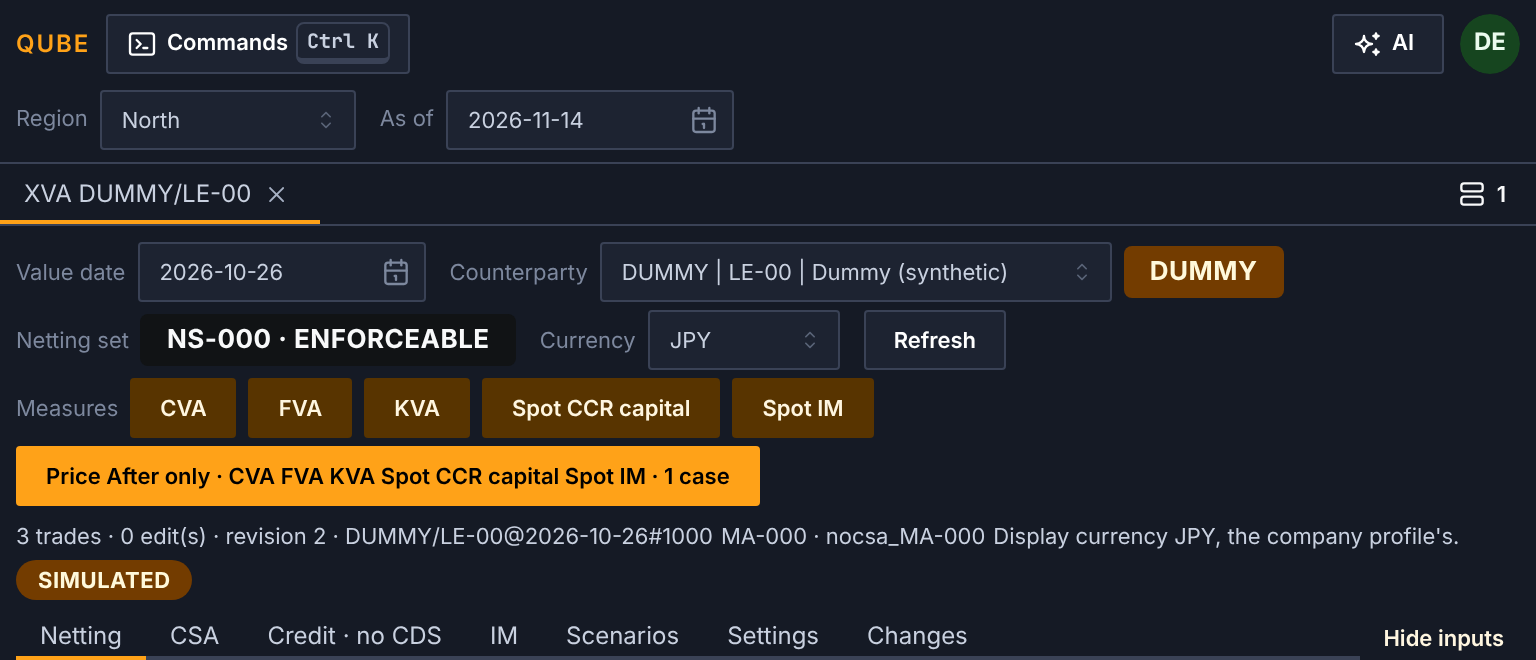 QUBE Commands Ctrl K AI DE
Region North As of 2026-11-14
XVA DUMMY/LE-00 1
Value date 2026-10-26 Counterparty DUMMY | LE-00 | Dummy (synthetic) DUMMY
Netting set NS-000 · ENFORCEABLE Currency JPY Refresh
Measures CVA FVA KVA Spot CCR capital Spot IM
Price After only · CVA FVA KVA Spot CCR capital Spot IM · 1 case
3 trades · 0 edit(s) · revision 2 · DUMMY/LE-00@2026-10-26#1000 MA-000 · nocsa_MA-000 Display currency JPY, the company profile's.
SIMULATED
Netting CSA Credit · no CDS IM Scenarios Settings Changes Hide inputs